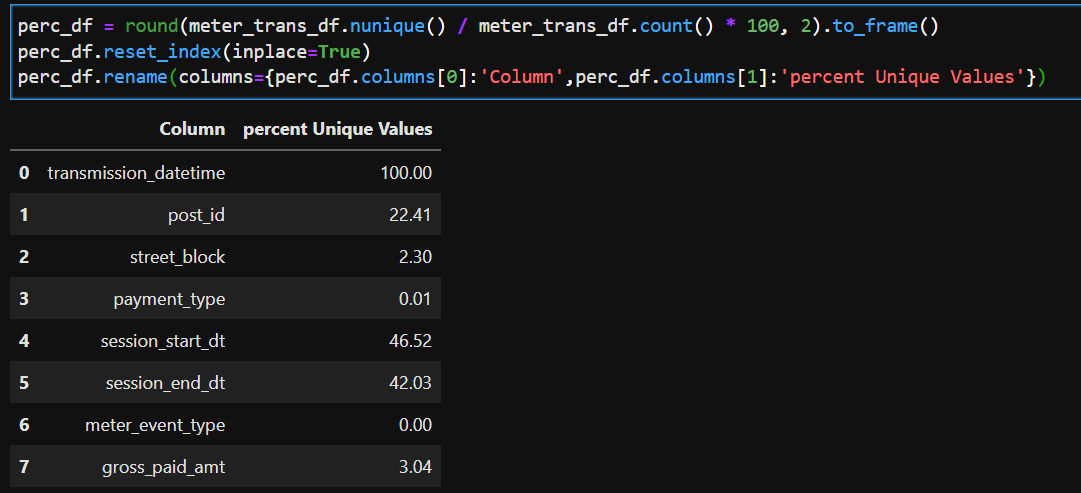 perc_df = round(meter_trans_df.nunique() / meter_trans_df.count() * 100, 2).to_frame()
perc_df.reset_index(inplace=True)
perc_df.rename(columns={perc_df.columns[0]:'Column',perc_df.columns[1]:'percent Unique Values'})
Column percent Unique Values
0 transmission_datetime 100.00
1 post_id 22.41
2 street_block 2.30
3 payment_type 0.01
4 session_start_dt 46.52
5 session_end_dt 42.03
6 meter_event_type 0.00
7 gross_paid_amt 3.04